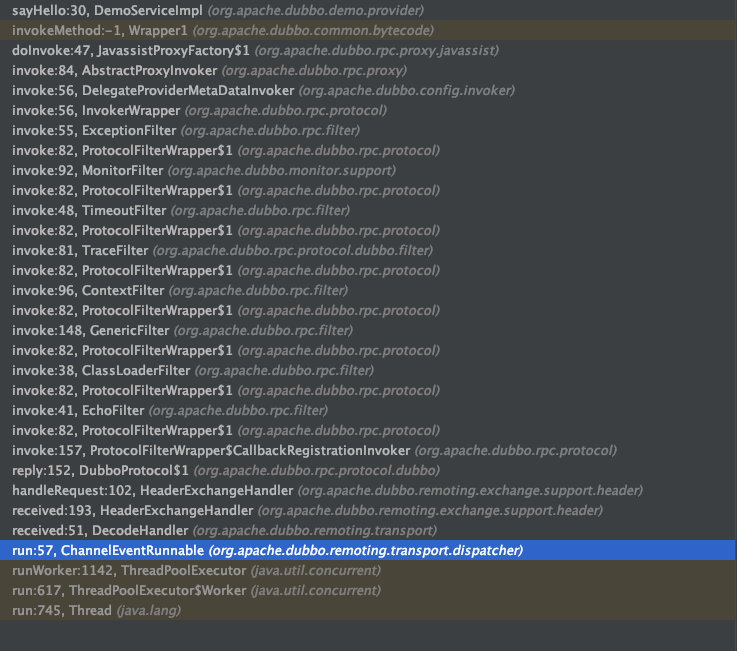 sayHello:30, DemoServiceImpl (org.apache.dubbo.demo.provider)
invokeMethod:-1, Wrapper1 (org.apache.dubbo.common.bytecode)
doInvoke:47, JavassistProxyFactory$1 (org.apache.dubbo.rpc.proxy.javassist)
invoke:84, AbstractProxyInvoker (org.apache.dubbo.rpc.proxy)
invoke:56, DelegateProviderMetaDataInvoker (org.apache.dubbo.config.invoker)
invoke:56, InvokerWrapper (org.apache.dubbo.rpc.protocol)
invoke:55, ExceptionFilter (org.apache.dubbo.rpc.filter)
invoke:82, ProtocolFilterWrapper$1 (org.apache.dubbo.rpc.protocol)
invoke:92, MonitorFilter (org.apache.dubbo.monitor.support)
invoke:82, ProtocolFilterWrapper$1 (org.apache.dubbo.rpc.protocol)
invoke:48, TimeoutFilter (org.apache.dubbo.rpc.filter)
invoke:82, ProtocolFilterWrapper$1 (org.apache.dubbo.rpc.protocol)
invoke:81, TraceFilter (org.apache.dubbo.rpc.protocol.dubbo.filter)
invoke:82, ProtocolFilterWrapper$1 (org.apache.dubbo.rpc.protocol)
invoke:96, ContextFilter (org.apache.dubbo.rpc.filter)
invoke:82, ProtocolFilterWrapper$1 (org.apache.dubbo.rpc.protocol)
invoke:148, GenericFilter (org.apache.dubbo.rpc.filter)
invoke:82, ProtocolFilterWrapper$1 (org.apache.dubbo.rpc.protocol)
invoke:38, ClassLoaderFilter (org.apache.dubbo.rpc.filter)
invoke:82, ProtocolFilterWrapper$1 (org.apache.dubbo.rpc.protocol)
invoke:41, EchoFilter (org.apache.dubbo.rpc.filter)
invoke:82, ProtocolFilterWrapper$1 (org.apache.dubbo.rpc.protocol)
invoke:157, ProtocolFilterWrapper$CallbackRegistrationInvoker (org.apache.dubbo.rpc.protocol)
reply:152, DubboProtocol$1 (org.apache.dubbo.rpc.protocol.dubbo)
handleRequest:102, HeaderExchangeHandler (org.apache.dubbo.remoting.exchange.support.header)
received:193, HeaderExchangeHandler (org.apache.dubbo.remoting.exchange.support.header)
received:51, DecodeHandler (org.apache.dubbo.remoting.transport)
run:57, ChannelEventRunnable (org.apache.dubbo.remoting.transport.dispatcher)
runWorker:1142, ThreadPoolExecutor (java.util.concurrent)
run:617, ThreadPoolExecutor$Worker (java.util.concurrent)
run:745, Thread (java.lang)